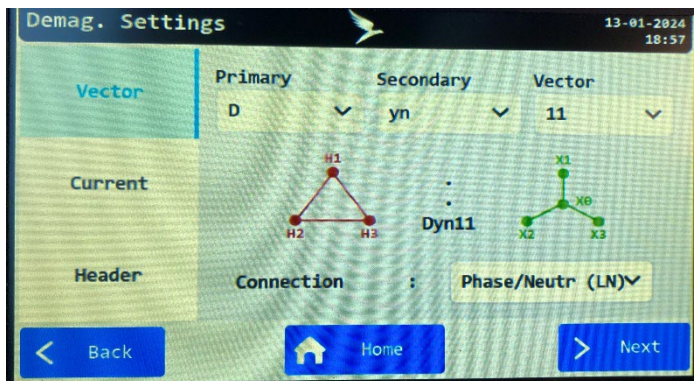 Demag. Settings
13-01-2024
18:57
Vector
Current
Header
Primary
Secondary
Vector
D
yn
11
H1
H2
H3
:
Dyn11
X1
X0
X2
X3
Connection : Phase/Neutr (LN)
Back
Home
Next